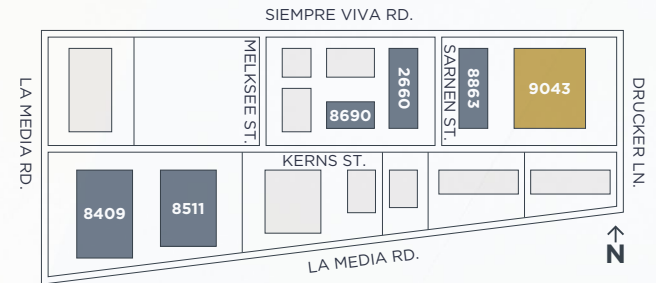 SIEMPRE VIVA RD.
LA MEDIA RD.
MELKSEE ST.
2660
8690
SARNEN ST.
8863
9043
DRUCKER LN.
KERNS ST.
8409
8511
LA MEDIA RD.
N